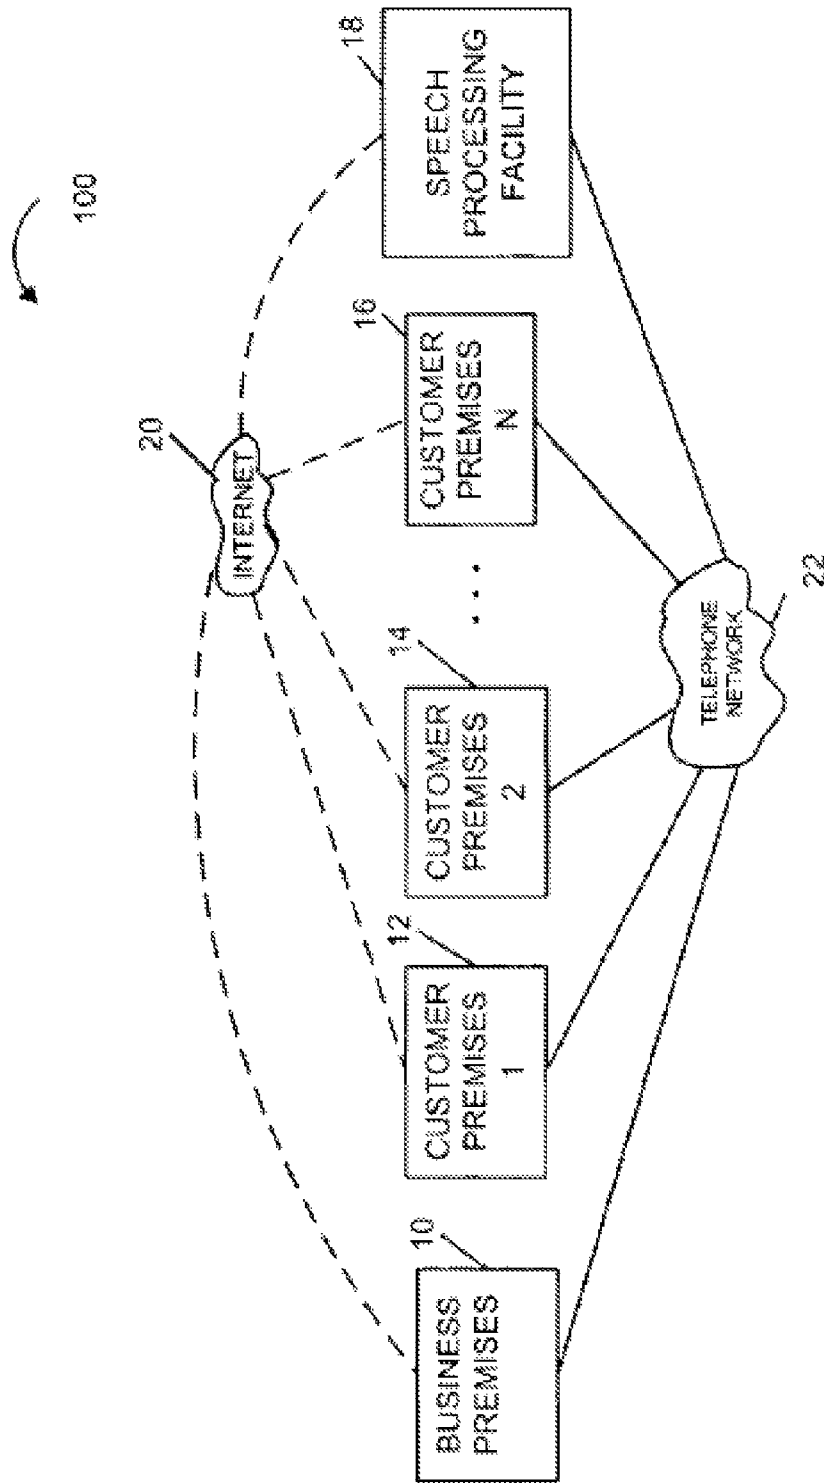 100
20
INTERNET
10
BUSINESS
PREMISES
12
CUSTOMER
PREMISES
1
14
CUSTOMER
PREMISES
2
...
16
CUSTOMER
PREMISES
N
18
SPEECH
PROCESSING
FACILITY
TELEPHONE
NETWORK
22